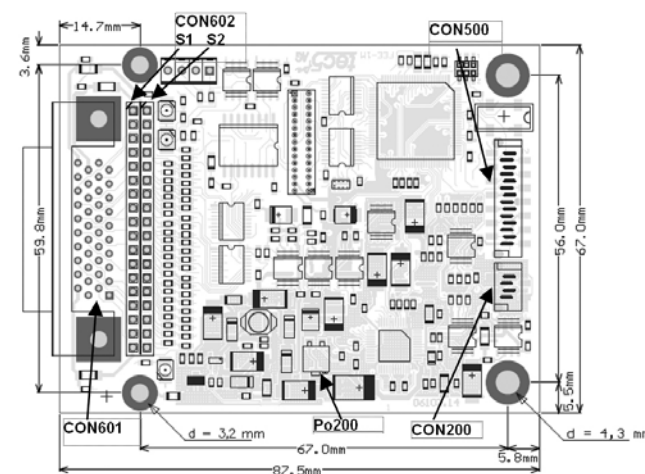 14.7mm
CON602
S1 S2
CON500
3.6mm
59.8mm
56.0mm
67.0mm
5.5mm
CON601
Po200
CON200
d = 3,2 mm
d = 4,3 mm
67.0mm
5.8mm
87.5mm